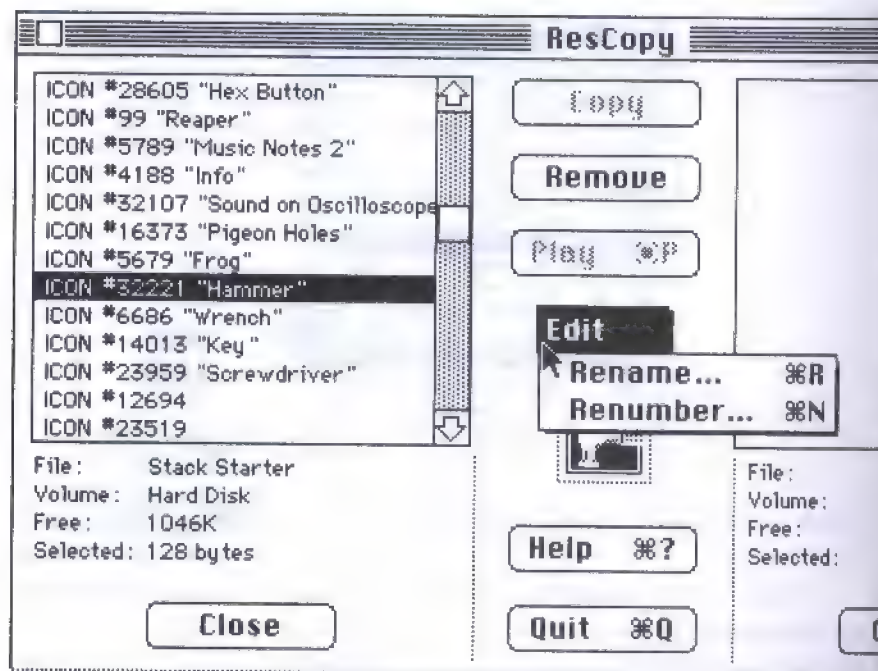 ResCopy
ICON #28605 "Hex Button"
ICON #99 "Reaper"
ICON #5789 "Music Notes 2"
ICON #4188 "Info"
ICON #32107 "Sound on Oscilloscope
ICON #16373 "Pigeon Holes"
ICON #5679 "Frog"
ICON #32221 "Hammer"
ICON #6686 "Wrench"
ICON #14013 "Key"
ICON #23959 "Screwdriver"
ICON #12694
ICON #23519
File: Stack Starter
Volume: Hard Disk
Free: 1046K
Selected: 128 bytes
Close
Copy
Remove
Play ⌘P
Edit
Rename... ⌘R
Renumber... ⌘N
Help ⌘?
Quit ⌘Q
File:
Volume:
Free:
Selected: